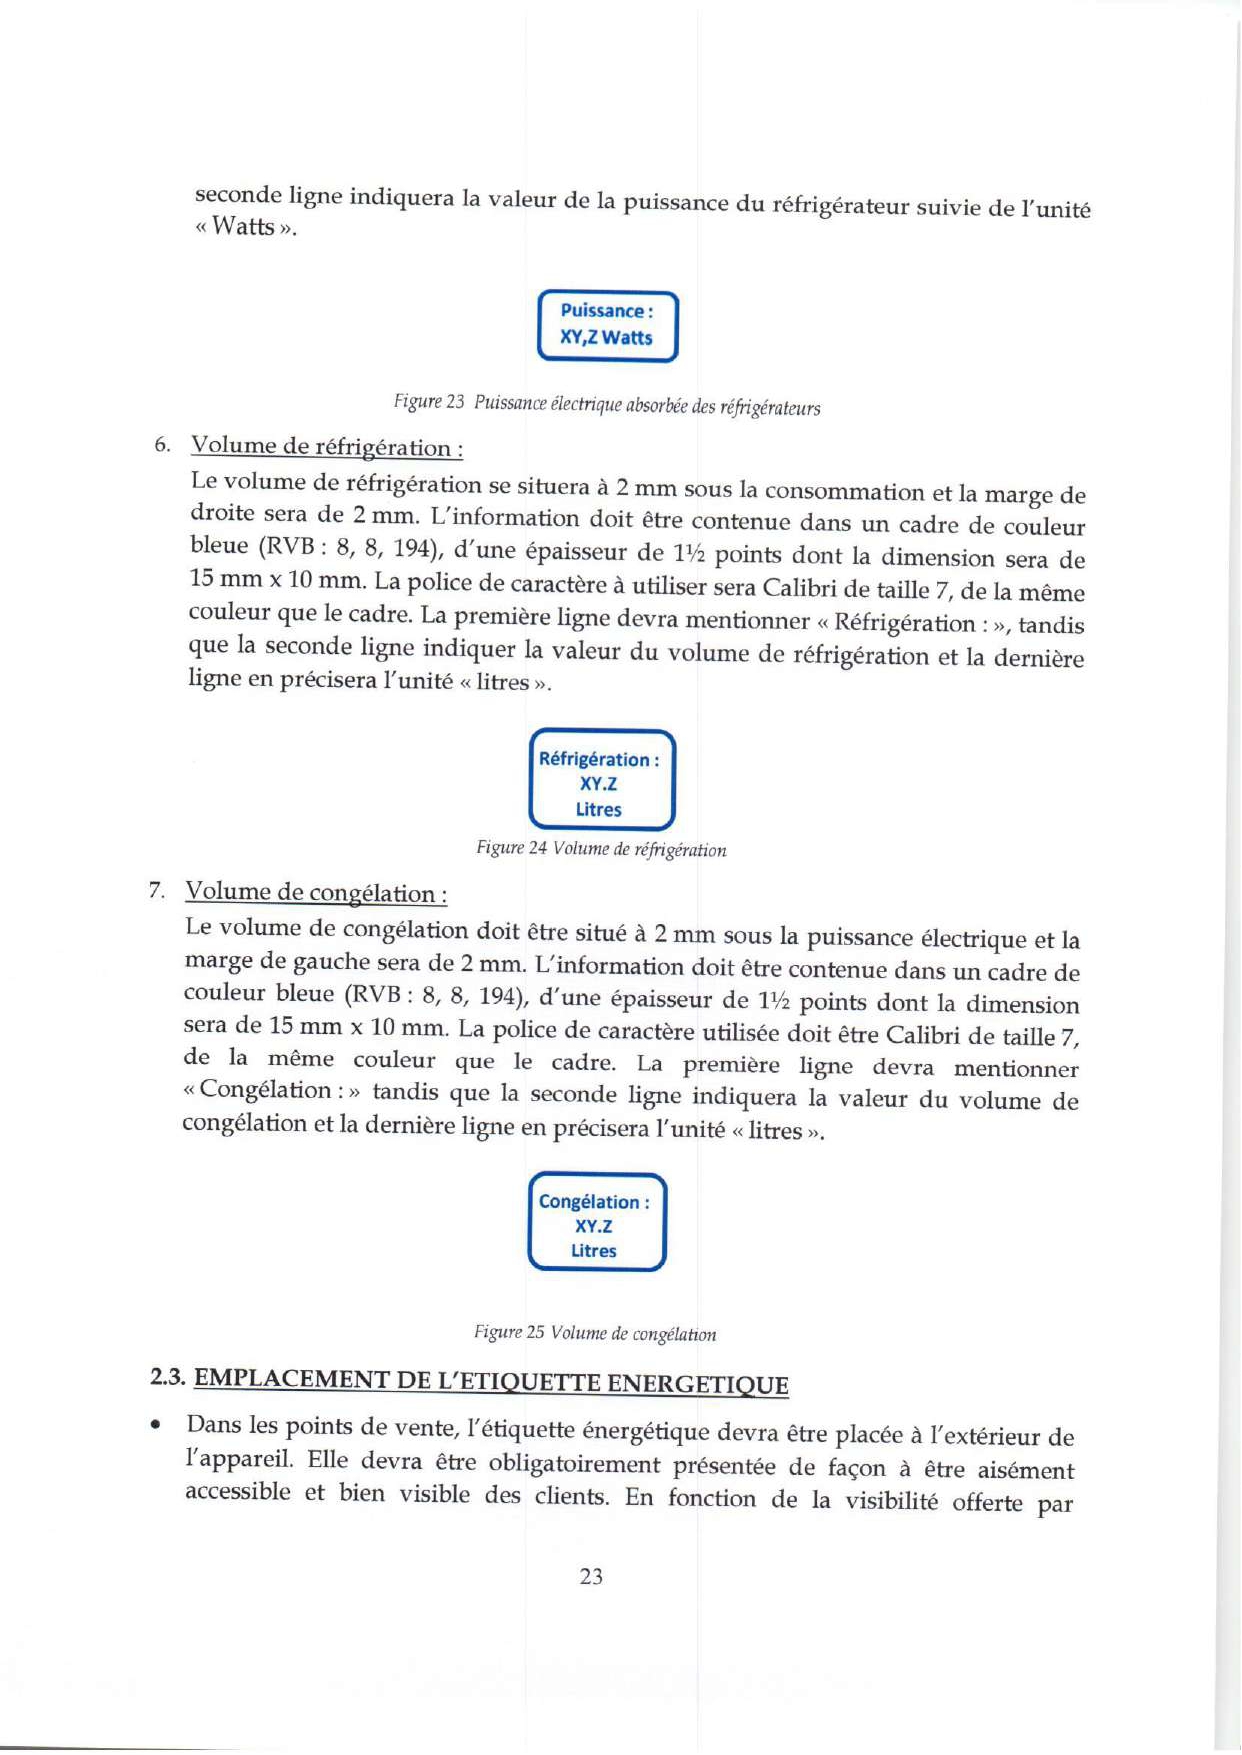 seconde ligne indiquera la valeur de la puissance du réfrigérateur suivie de l'unité
« Watts ».
Puissance :
XY,Z Watts
Figure 23 Puissance électrique absorbée des réfrigérateurs
6. Volume de réfrigération :
Le volume de réfrigération se situera à 2 mm sous la consommation et la marge de
droite sera de 2 mm. L'information doit être contenue dans un cadre de couleur
bleue (RVB : 8, 8, 194), d'une épaisseur de 1½ points dont la dimension sera de
15 mm x 10 mm. La police de caractère à utiliser sera Calibri de taille 7, de la même
couleur que le cadre. La première ligne devra mentionner « Réfrigération : », tandis
que la seconde ligne indiquer la valeur du volume de réfrigération et la dernière
ligne en précisera l'unité « litres ».
Réfrigération :
XY.Z
Litres
Figure 24 Volume de réfrigération
7. Volume de congélation :
Le volume de congélation doit être situé à 2 mm sous la puissance électrique et la
marge de gauche sera de 2 mm. L'information doit être contenue dans un cadre de
couleur bleue (RVB : 8, 8, 194), d'une épaisseur de 1½ points dont la dimension
sera de 15 mm x 10 mm. La police de caractère utilisée doit être Calibri de taille 7,
de la même couleur que le cadre. La première ligne devra mentionner
« Congélation : » tandis que la seconde ligne indiquera la valeur du volume de
congélation et la dernière ligne en précisera l'unité « litres ».
Congélation :
XY.Z
Litres
Figure 25 Volume de congélation
2.3. EMPLACEMENT DE L'ETIQUETTE ENERGETIQUE
• Dans les points de vente, l'étiquette énergétique devra être placée à l'extérieur de
l'appareil. Elle devra être obligatoirement présentée de façon à être aisément
accessible et bien visible des clients. En fonction de la visibilité offerte par
23